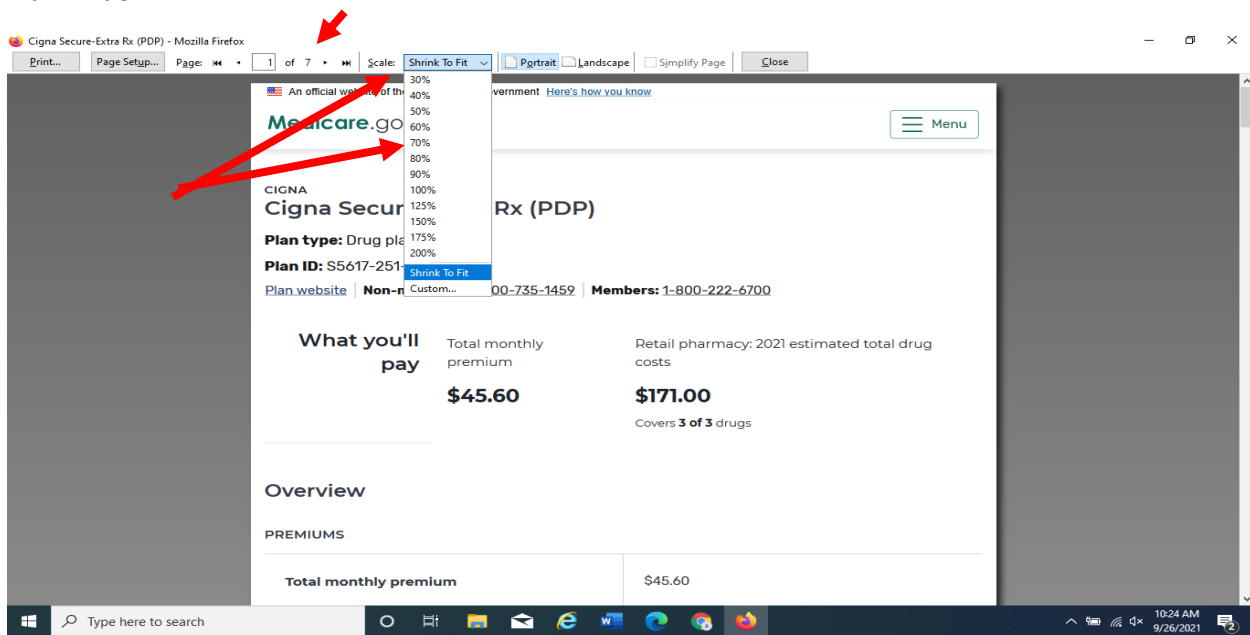 Cigna Secure-Extra Rx (PDP) - Mozilla Firefox
Print... Page Setup... Page: 1 of 7 Scale: Shrink To Fit Portrait Landscape Simplify Page Close
30%
40%
50%
60%
70%
80%
90%
100%
125%
150%
175%
200%
Shrink To Fit
Custom...
An official of th vernment Here's how you know
Medicare.go
Menu
CIGNA
Cigna Secur Rx (PDP)
Plan type: Drug pla
Plan ID: S5617-251-
Plan website Non-m 00-735-1459 Members: 1-800-222-6700
What you'll pay
Total monthly premium
$45.60
Retail pharmacy: 2021 estimated total drug costs
$171.00
Covers 3 of 3 drugs
Overview
PREMIUMS
Total monthly premium $45.60
Type here to search
10:24 AM
9/26/2021
2